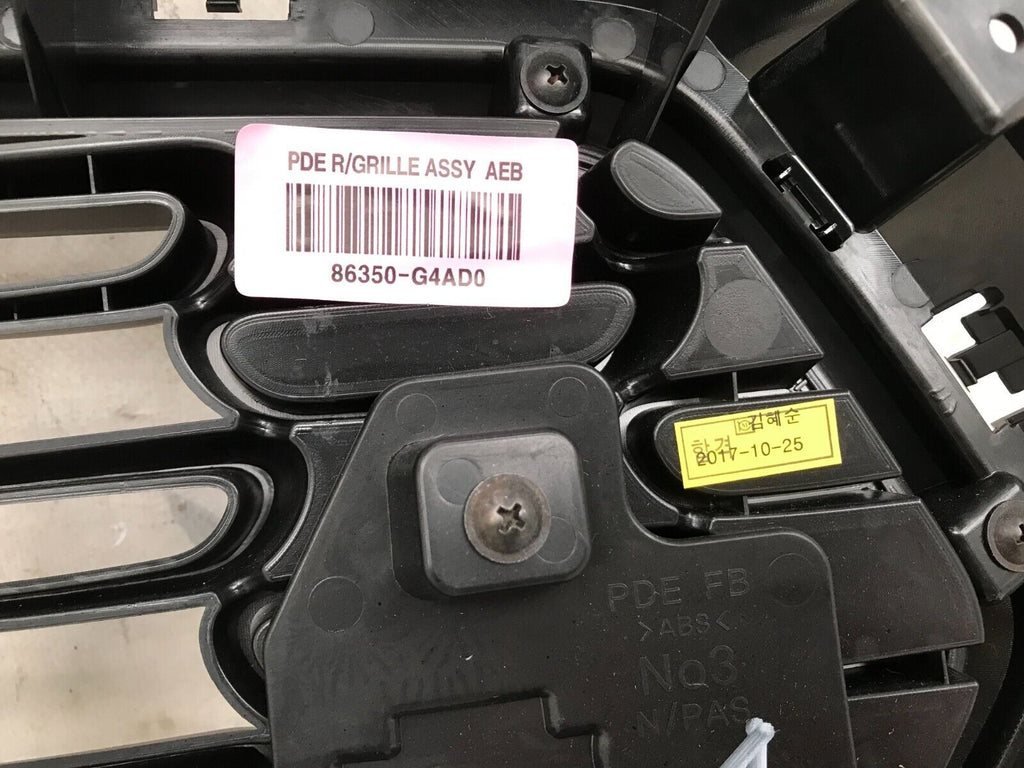 PDE R/GRILLE ASSY AEB
86350-G4AD0
김혜순
합격
2017-10-25
PDE FB
>ABS<
No3
N/PAS